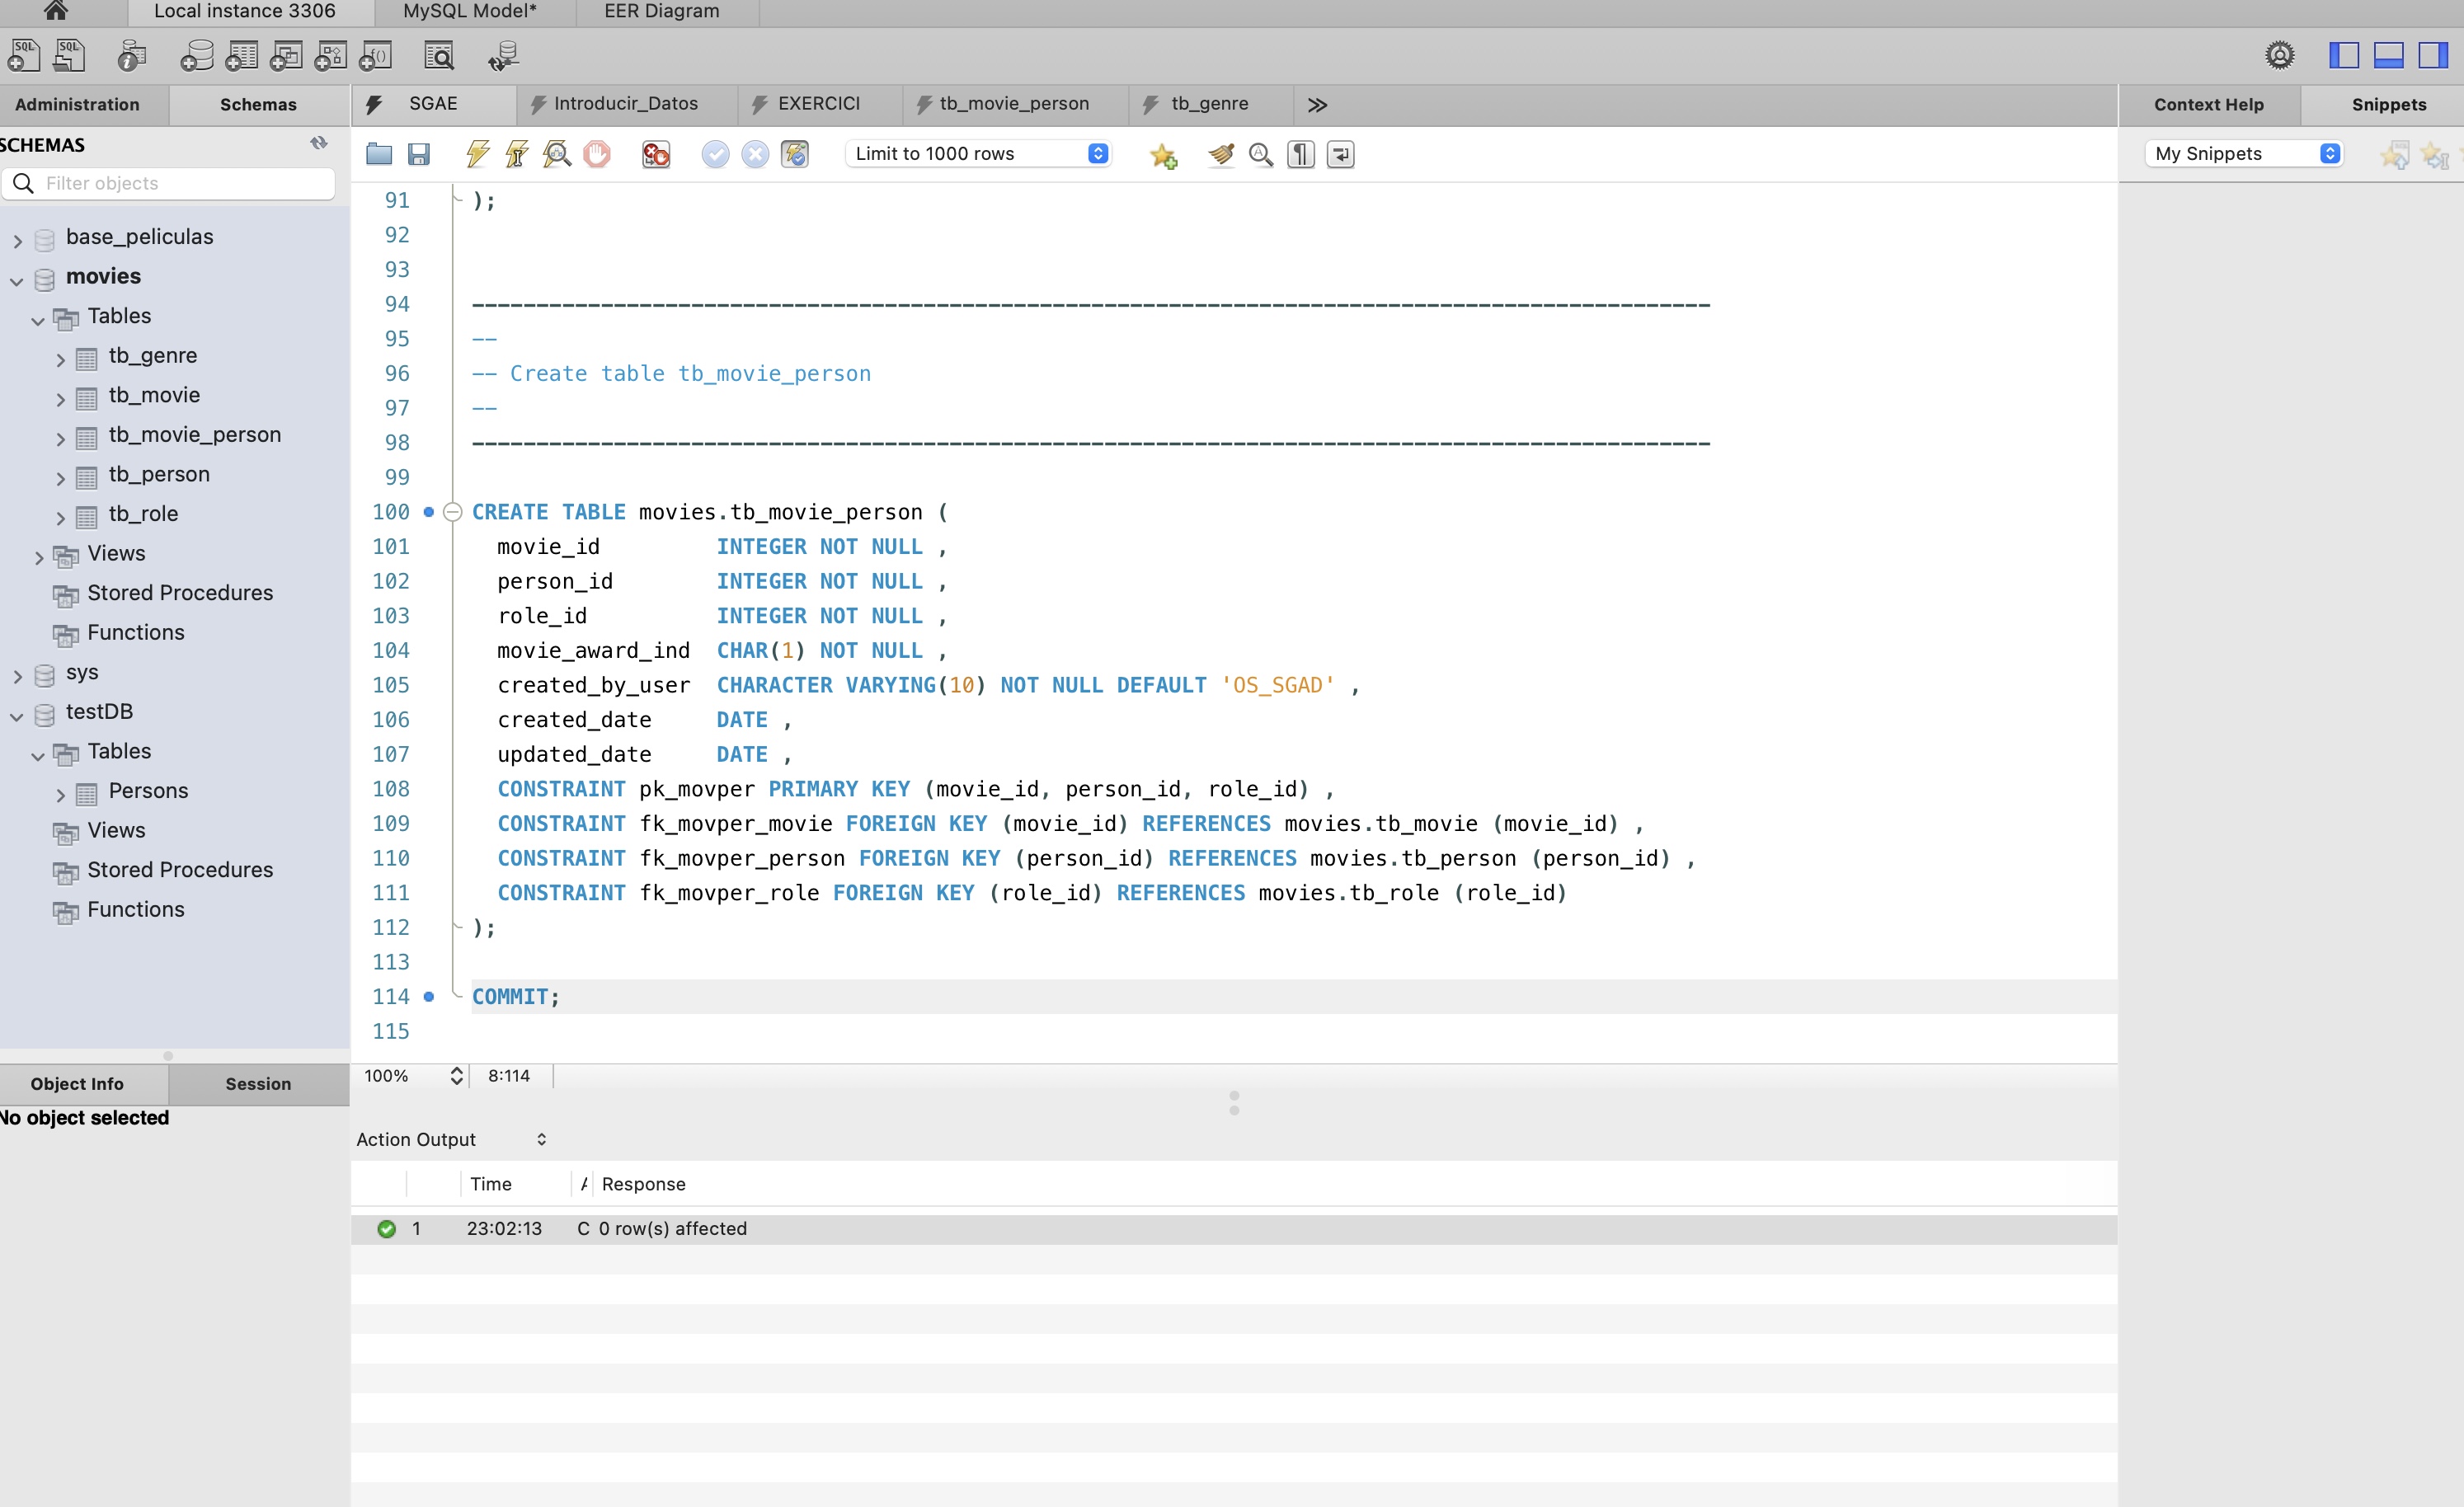 Local instance 3306 MySQL Model* EER Diagram
Administration Schemas SGAE Introducir_Datos EXERCICI tb_movie_person tb_genre Context Help Snippets
SCHEMAS
Limit to 1000 rows
My Snippets
Filter objects
base_peliculas
movies
Tables
tb_genre
tb_movie
tb_movie_person
tb_person
tb_role
Views
Stored Procedures
Functions
sys
testDB
Tables
Persons
Views
Stored Procedures
Functions
91 );
92
93
94 ------------------------------------------------------------------------------------------------
95 --
96 -- Create table tb_movie_person
97 --
98 ------------------------------------------------------------------------------------------------
99
100 CREATE TABLE movies.tb_movie_person (
101 movie_id INTEGER NOT NULL ,
102 person_id INTEGER NOT NULL ,
103 role_id INTEGER NOT NULL ,
104 movie_award_ind CHAR(1) NOT NULL ,
105 created_by_user CHARACTER VARYING(10) NOT NULL DEFAULT 'OS_SGAD' ,
106 created_date DATE ,
107 updated_date DATE ,
108 CONSTRAINT pk_movper PRIMARY KEY (movie_id, person_id, role_id) ,
109 CONSTRAINT fk_movper_movie FOREIGN KEY (movie_id) REFERENCES movies.tb_movie (movie_id) ,
110 CONSTRAINT fk_movper_person FOREIGN KEY (person_id) REFERENCES movies.tb_person (person_id) ,
111 CONSTRAINT fk_movper_role FOREIGN KEY (role_id) REFERENCES movies.tb_role (role_id)
112 );
113
114 COMMIT;
115
100% 8:114
Object Info Session
No object selected
Action Output
Time A Response
1 23:02:13 C 0 row(s) affected